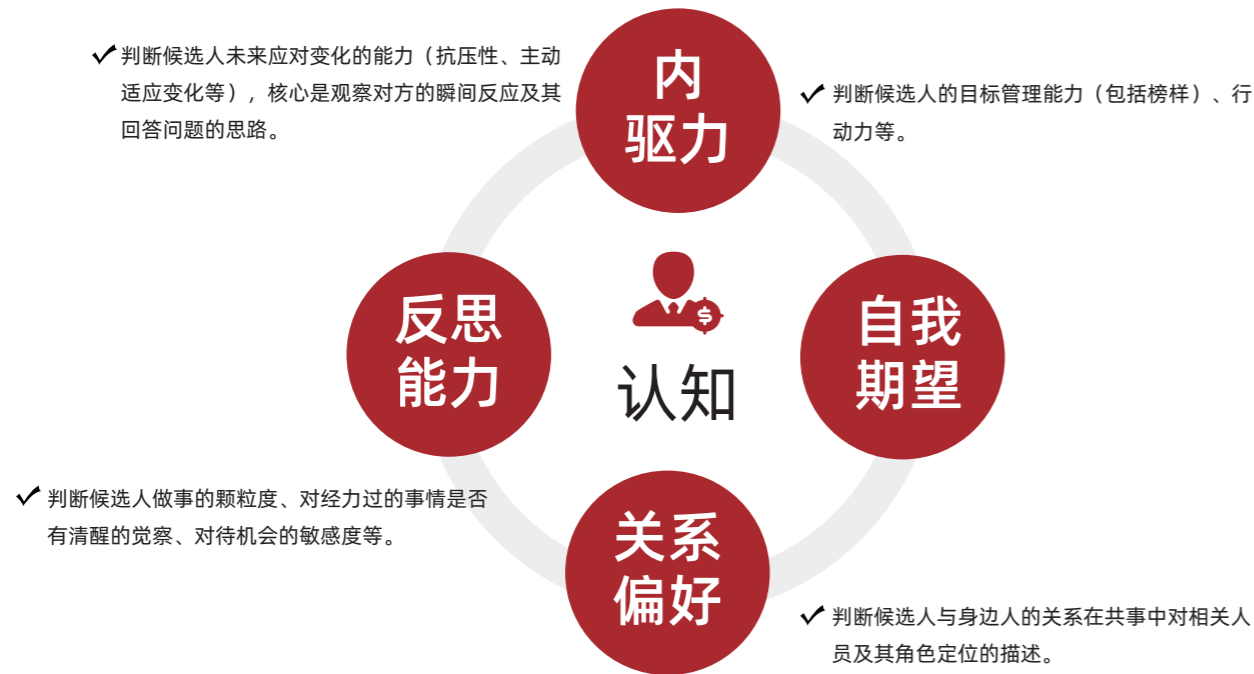 判断候选人未来应对变化的能力（抗压性、主动
适应变化等），核心是观察对方的瞬间反应及其
回答问题的思路。
内
驱力
判断候选人的目标管理能力（包括榜样）、行
动力等。
反思
能力
认知
自我
期望
判断候选人做事的颗粒度、对经力过的事情是否
有清醒的觉察、对待机会的敏感度等。
关系
偏好
判断候选人与身边人的关系在共事中对相关人
员及其角色定位的描述。